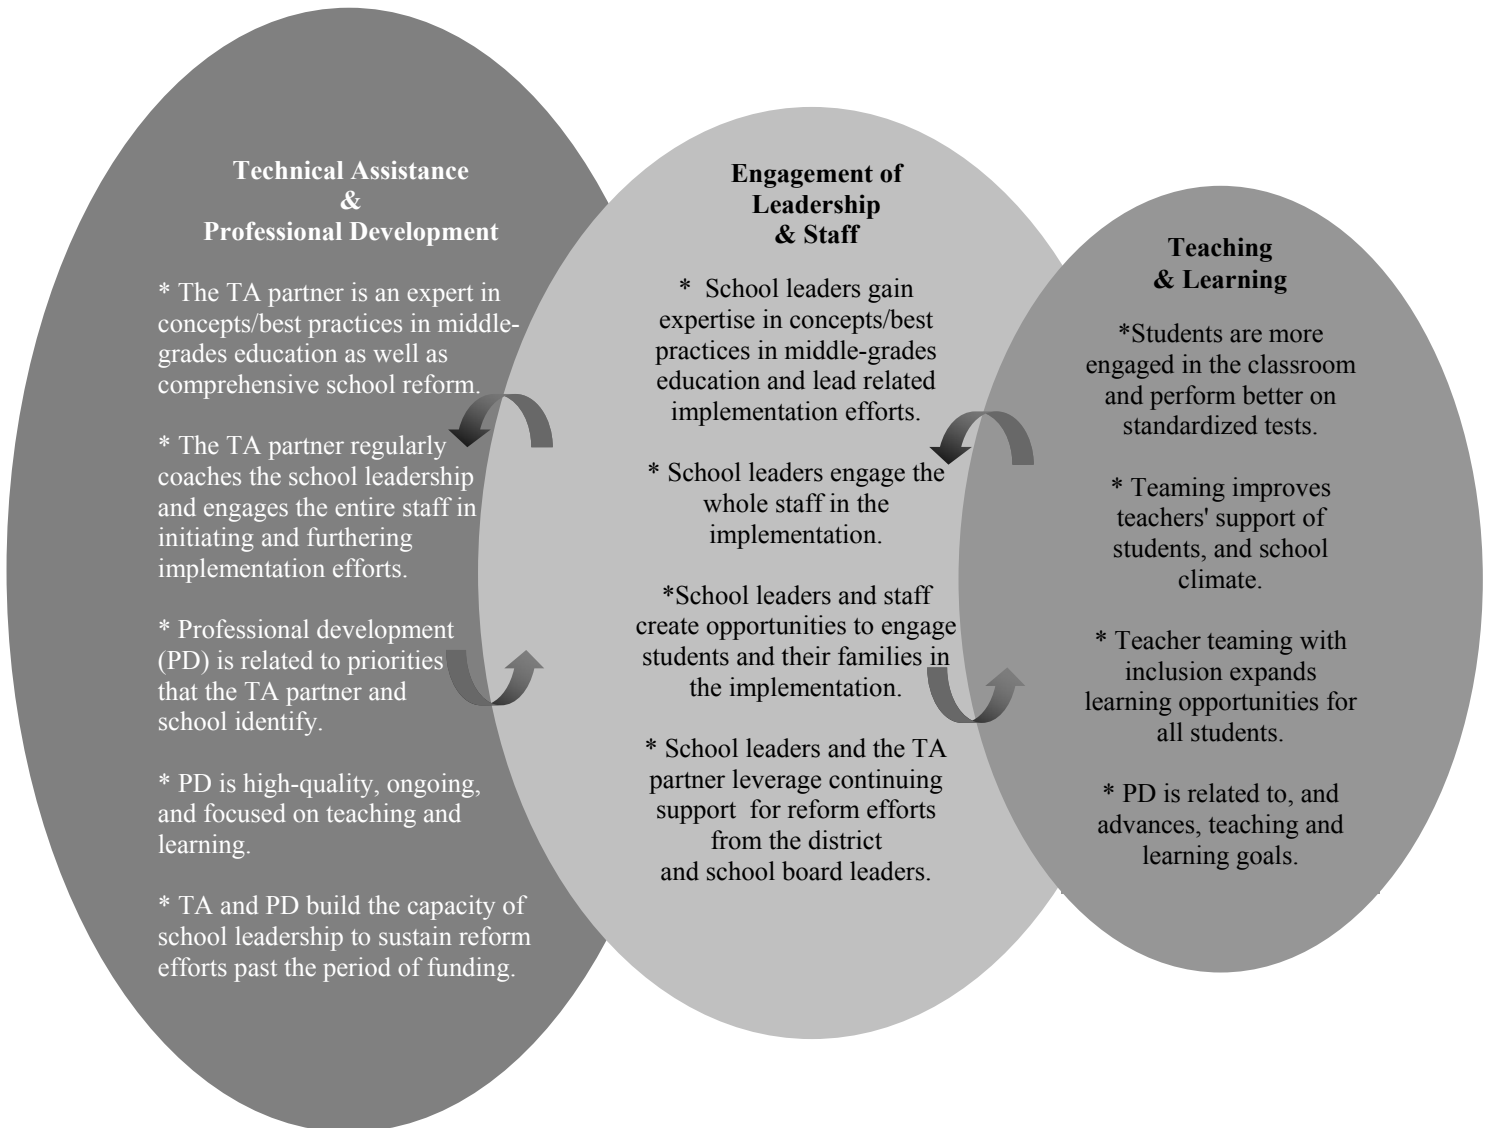 Technical Assistance
&
Professional Development
* The TA partner is an expert in
concepts/best practices in middle-
grades education as well as
comprehensive school reform.
* The TA partner regularly
coaches the school leadership
and engages the entire staff in
initiating and furthering
implementation efforts.
* Professional development
(PD) is related to priorities
that the TA partner and
school identify.
* PD is high-quality, ongoing,
and focused on teaching and
learning.
* TA and PD build the capacity of
school leadership to sustain reform
efforts past the period of funding.
Engagement of
Leadership
& Staff
* School leaders gain
expertise in concepts/best
practices in middle-grades
education and lead related
implementation efforts.
* School leaders engage the
whole staff in the
implementation.
*School leaders and staff
create opportunities to engage
students and their families in
the implementation.
* School leaders and the TA
partner leverage continuing
support for reform efforts
from the district
and school board leaders.
Teaching
& Learning
*Students are more
engaged in the classroom
and perform better on
standardized tests.
* Teaming improves
teachers' support of
students, and school
climate.
* Teacher teaming with
inclusion expands
learning opportunities for
all students.
* PD is related to, and
advances, teaching and
learning goals.